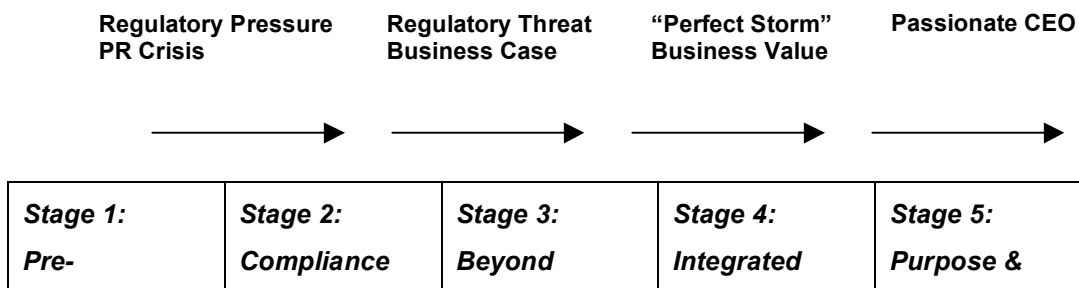 Regulatory Pressure
PR Crisis
Regulatory Threat
Business Case
“Perfect Storm”
Business Value
Passionate CEO
Stage 1:
Pre-
Stage 2:
Compliance
Stage 3:
Beyond
Stage 4:
Integrated
Stage 5:
Purpose &